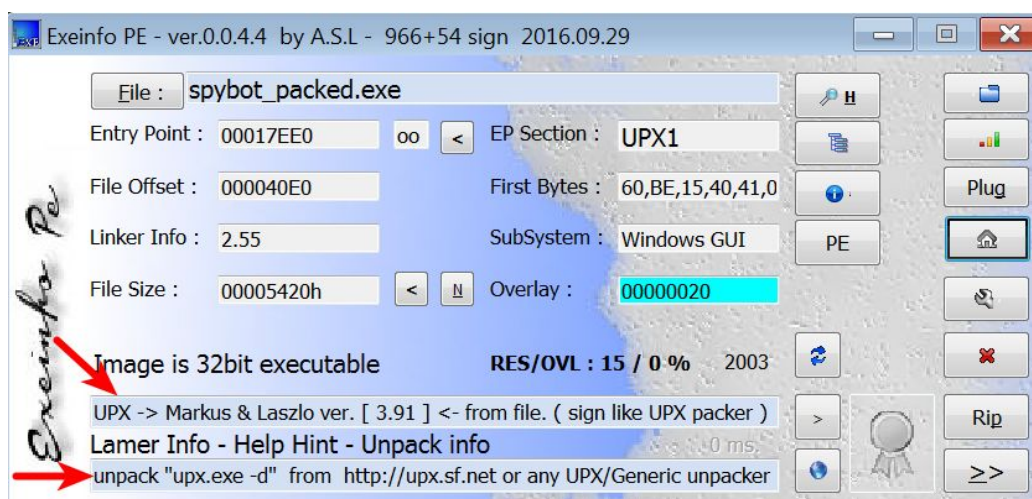 Exeinfo PE - ver.0.0.4.4 by A.S.L - 966+54 sign 2016.09.29
File : spybot_packed.exe
H
Entry Point : 00017EE0 oo < EP Section : UPX1
File Offset : 000040E0 First Bytes : 60,BE,15,40,41,0 Plug
Linker Info : 2.55 SubSystem : Windows GUI PE
File Size : 00005420h < N Overlay : 00000020
Image is 32bit executable RES/OVL : 15 / 0 % 2003
UPX -> Markus & Laszlo ver. [ 3.91 ] <- from file. ( sign like UPX packer ) > Rip
Lamer Info - Help Hint - Unpack info 0 ms.
unpack "upx.exe -d" from http://upx.sf.net or any UPX/Generic unpacker >>
Exeinfo Pe